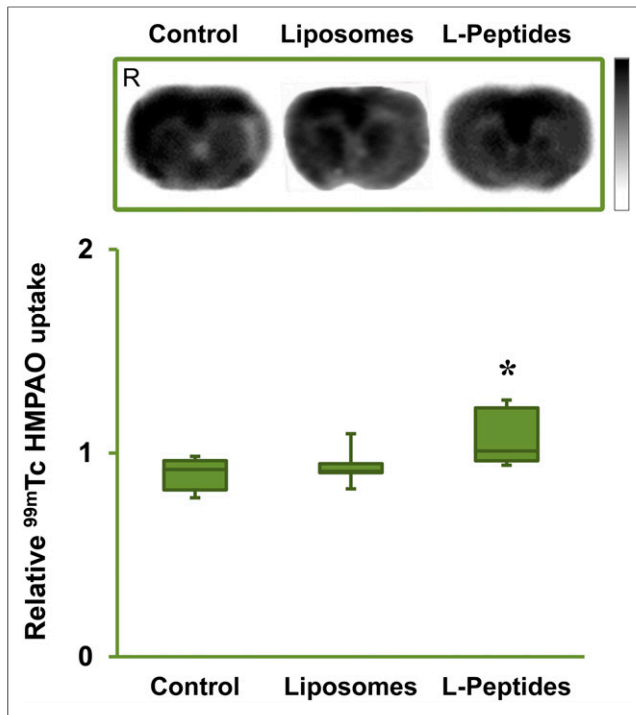 Control Liposomes L-Peptides
R
Relative ⁹⁹ᵐTc HMPAO uptake
2
*
1
0
Control Liposomes L-Peptides